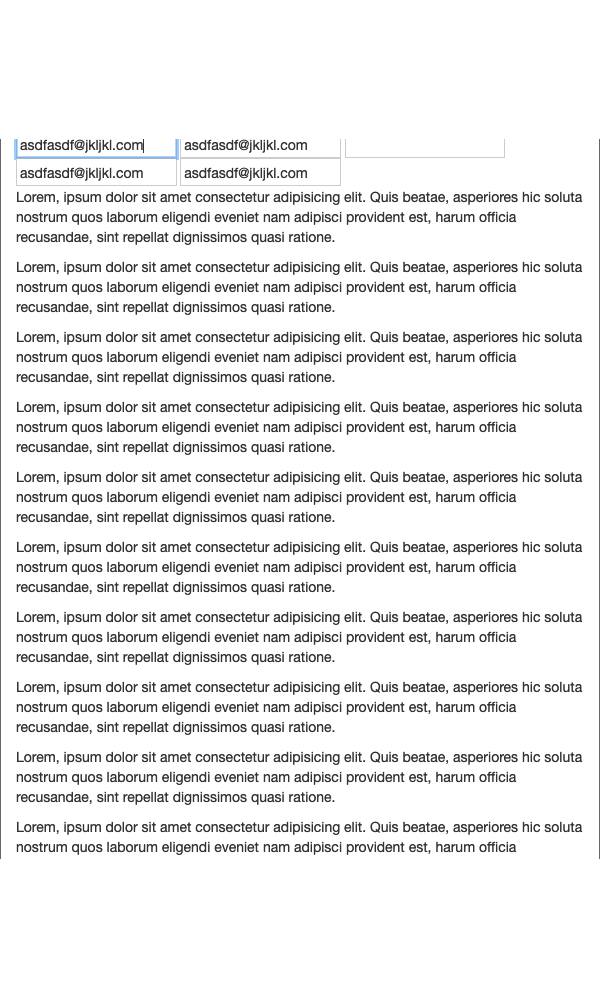 asdfasdf@jkljkl.com asdfasdf@jkljkl.com
asdfasdf@jkljkl.com asdfasdf@jkljkl.com
Lorem, ipsum dolor sit amet consectetur adipisicing elit. Quis beatae, asperiores hic soluta
nostrum quos laborum eligendi eveniet nam adipisci provident est, harum officia
recusandae, sint repellat dignissimos quasi ratione.
Lorem, ipsum dolor sit amet consectetur adipisicing elit. Quis beatae, asperiores hic soluta
nostrum quos laborum eligendi eveniet nam adipisci provident est, harum officia
recusandae, sint repellat dignissimos quasi ratione.
Lorem, ipsum dolor sit amet consectetur adipisicing elit. Quis beatae, asperiores hic soluta
nostrum quos laborum eligendi eveniet nam adipisci provident est, harum officia
recusandae, sint repellat dignissimos quasi ratione.
Lorem, ipsum dolor sit amet consectetur adipisicing elit. Quis beatae, asperiores hic soluta
nostrum quos laborum eligendi eveniet nam adipisci provident est, harum officia
recusandae, sint repellat dignissimos quasi ratione.
Lorem, ipsum dolor sit amet consectetur adipisicing elit. Quis beatae, asperiores hic soluta
nostrum quos laborum eligendi eveniet nam adipisci provident est, harum officia
recusandae, sint repellat dignissimos quasi ratione.
Lorem, ipsum dolor sit amet consectetur adipisicing elit. Quis beatae, asperiores hic soluta
nostrum quos laborum eligendi eveniet nam adipisci provident est, harum officia
recusandae, sint repellat dignissimos quasi ratione.
Lorem, ipsum dolor sit amet consectetur adipisicing elit. Quis beatae, asperiores hic soluta
nostrum quos laborum eligendi eveniet nam adipisci provident est, harum officia
recusandae, sint repellat dignissimos quasi ratione.
Lorem, ipsum dolor sit amet consectetur adipisicing elit. Quis beatae, asperiores hic soluta
nostrum quos laborum eligendi eveniet nam adipisci provident est, harum officia
recusandae, sint repellat dignissimos quasi ratione.
Lorem, ipsum dolor sit amet consectetur adipisicing elit. Quis beatae, asperiores hic soluta
nostrum quos laborum eligendi eveniet nam adipisci provident est, harum officia
recusandae, sint repellat dignissimos quasi ratione.
Lorem, ipsum dolor sit amet consectetur adipisicing elit. Quis beatae, asperiores hic soluta
nostrum quos laborum eligendi eveniet nam adipisci provident est, harum officia